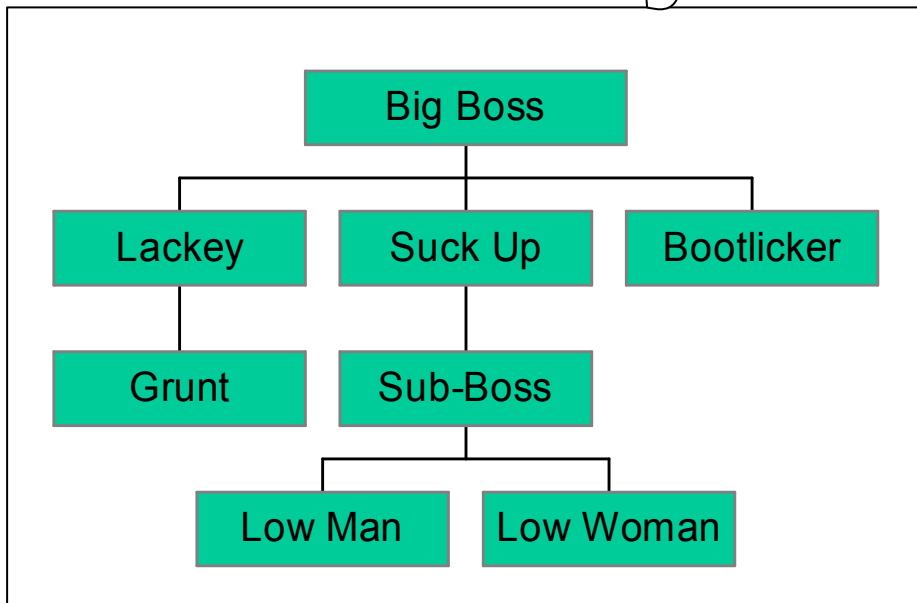 Big Boss
Lackey
Suck Up
Bootlicker
Grunt
Sub-Boss
Low Man
Low Woman